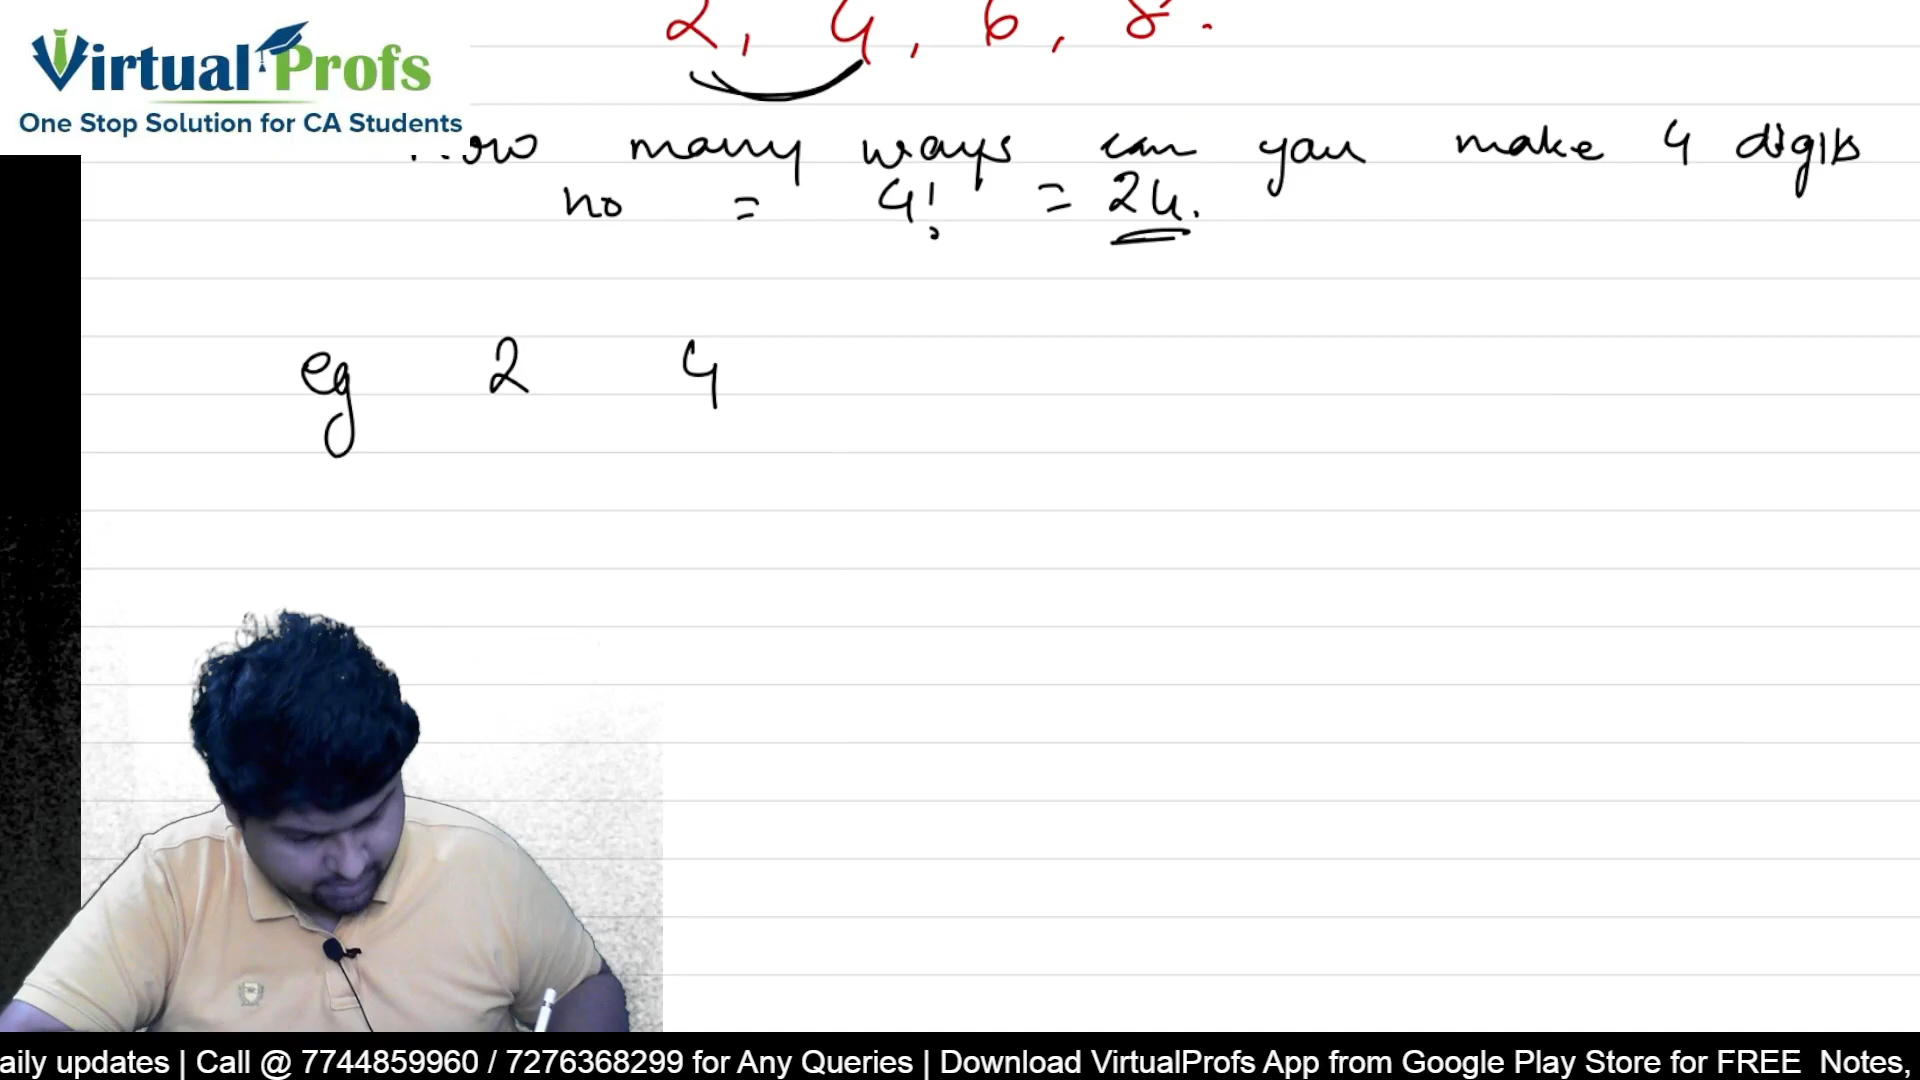 2, 4, 6, 8.
Virtual Profs
One Stop Solution for CA Students
many ways can you make 4 digits
no = 4! = 24.
eg 2 4
aily updates | Call @ 7744859960 / 7276368299 for Any Queries | Download VirtualProfs App from Google Play Store for FREE Notes,